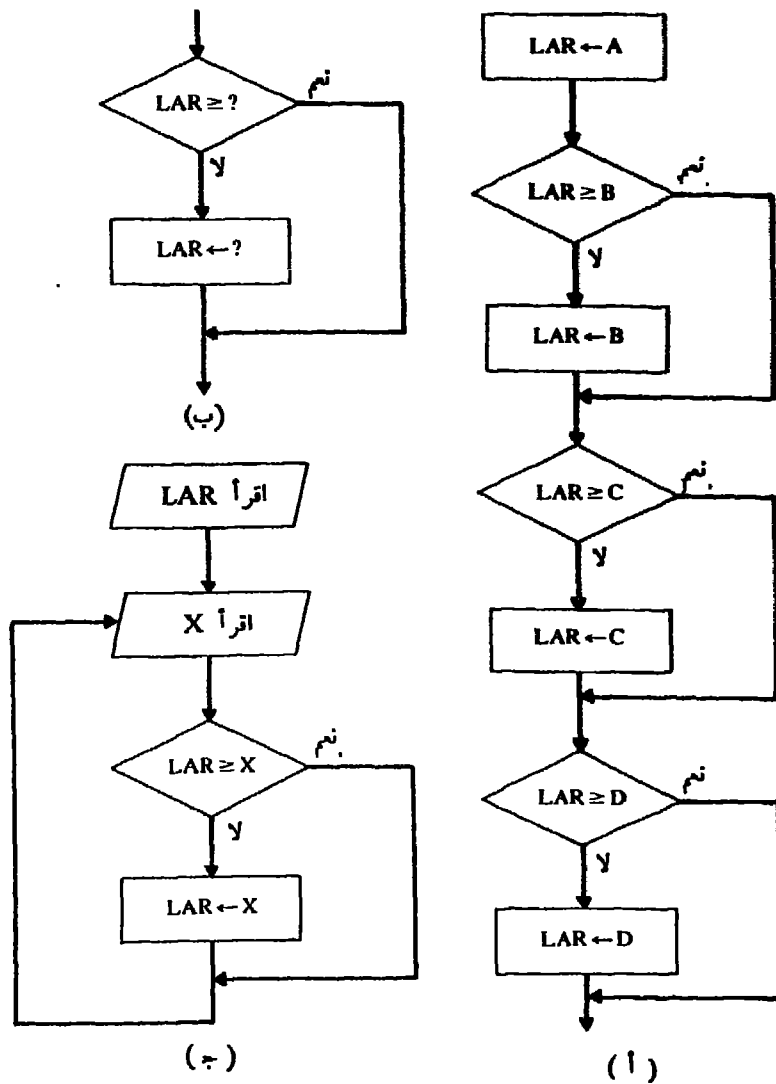 LAR ≥ ?
نعم
لا
LAR ← ?
(ب)
اقرأ LAR
اقرأ X
LAR ≥ X
نعم
لا
LAR ← X
(جـ)
LAR ← A
LAR ≥ B
نعم
لا
LAR ← B
LAR ≥ C
نعم
لا
LAR ← C
LAR ≥ D
نعم
لا
LAR ← D
(أ)